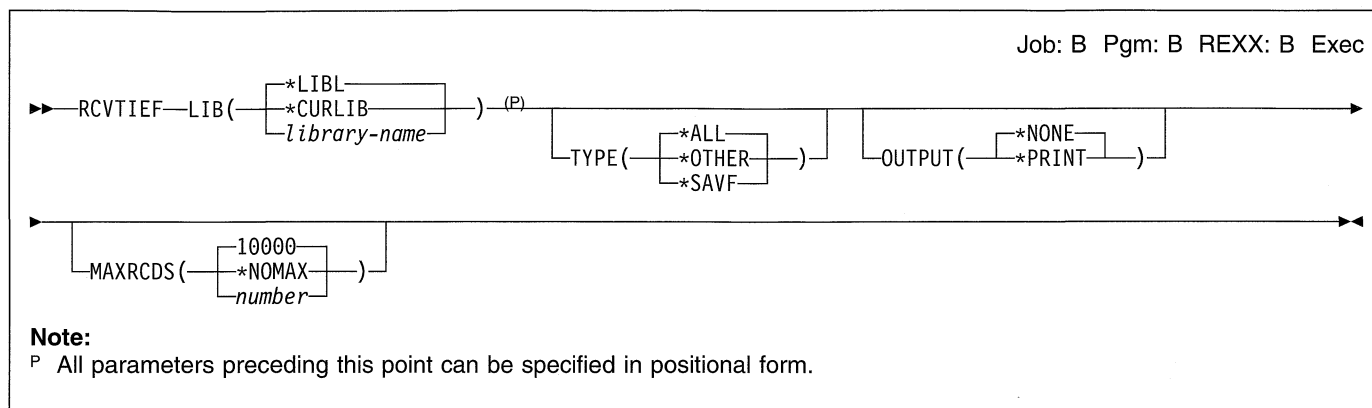 Job: B Pgm: B REXX: B Exec
*LIBL
RCVTIEF LIB( *CURLIB ) (P)
library-name
*ALL
TYPE( *OTHER )
*SAVF
*NONE
OUTPUT( *PRINT )
10000
MAXRCDS( *NOMAX )
number
Note:
P All parameters preceding this point can be specified in positional form.